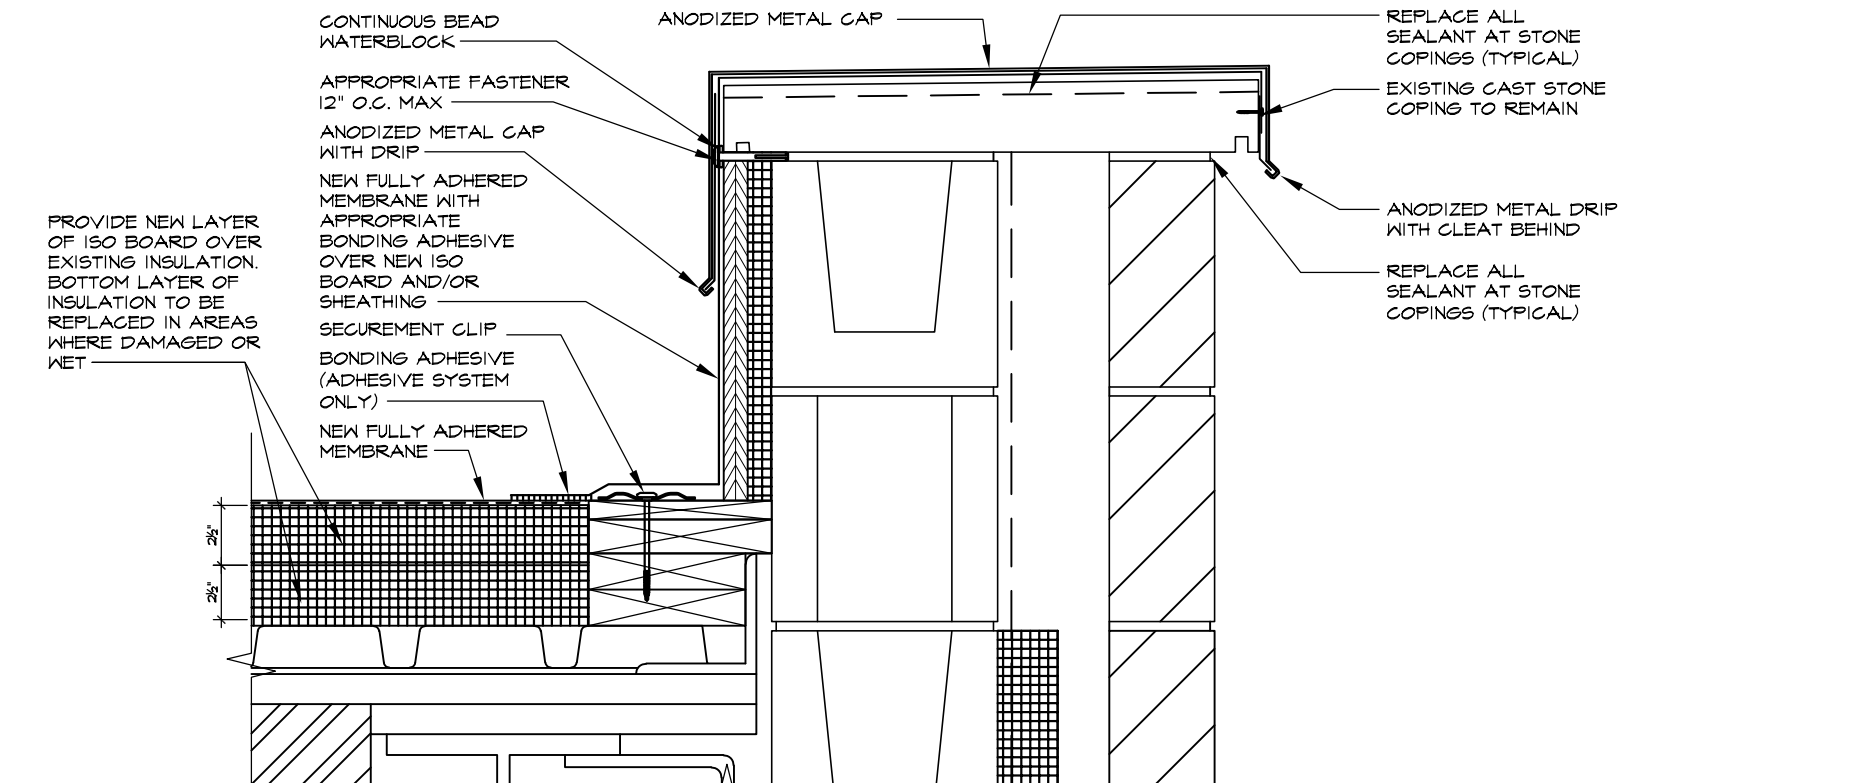 CONTINUOUS BEAD
WATERBLOCK
APPROPRIATE FASTENER
12" O.C. MAX
ANODIZED METAL CAP
WITH DRIP
NEW FULLY ADHERED
MEMBRANE WITH
APPROPRIATE
BONDING ADHESIVE
OVER NEW ISO
BOARD AND/OR
SHEATHING
SECUREMENT CLIP
BONDING ADHESIVE
(ADHESIVE SYSTEM
ONLY)
NEW FULLY ADHERED
MEMBRANE
PROVIDE NEW LAYER
OF ISO BOARD OVER
EXISTING INSULATION.
BOTTOM LAYER OF
INSULATION TO BE
REPLACED IN AREAS
WHERE DAMAGED OR
WET
2½"
2½"
ANODIZED METAL CAP
REPLACE ALL
SEALANT AT STONE
COPINGS (TYPICAL)
EXISTING CAST STONE
COPING TO REMAIN
ANODIZED METAL DRIP
WITH CLEAT BEHIND
REPLACE ALL
SEALANT AT STONE
COPINGS (TYPICAL)